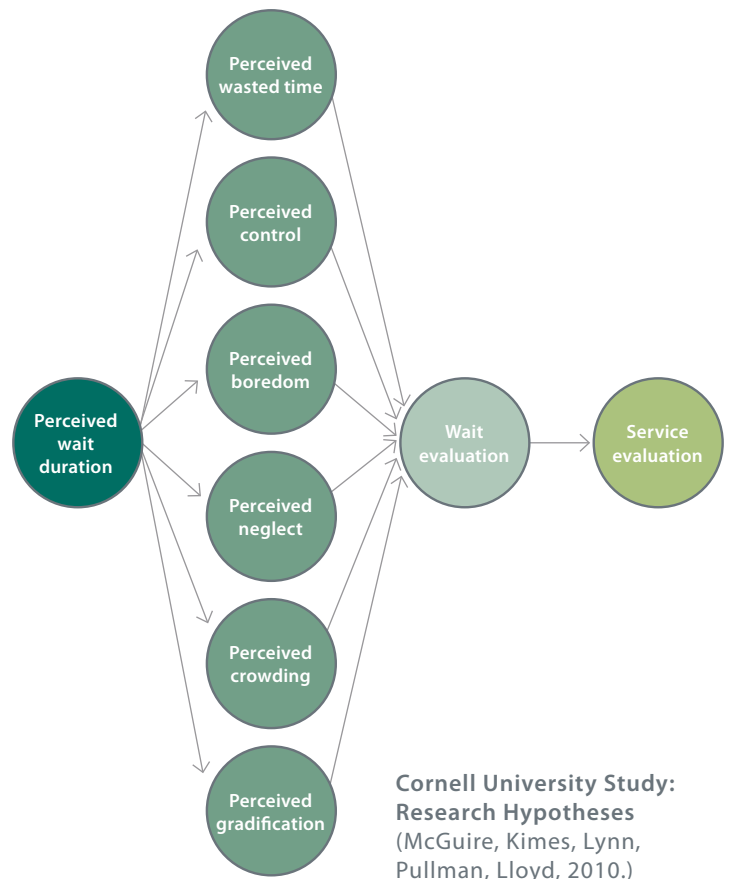 Perceived
wasted time
Perceived
control
Perceived
boredom
Perceived
wait
duration
Wait
evaluation
Service
evaluation
Perceived
neglect
Perceived
crowding
Perceived
gradification
Cornell University Study:
Research Hypotheses
(McGuire, Kimes, Lynn,
Pullman, Lloyd, 2010.)